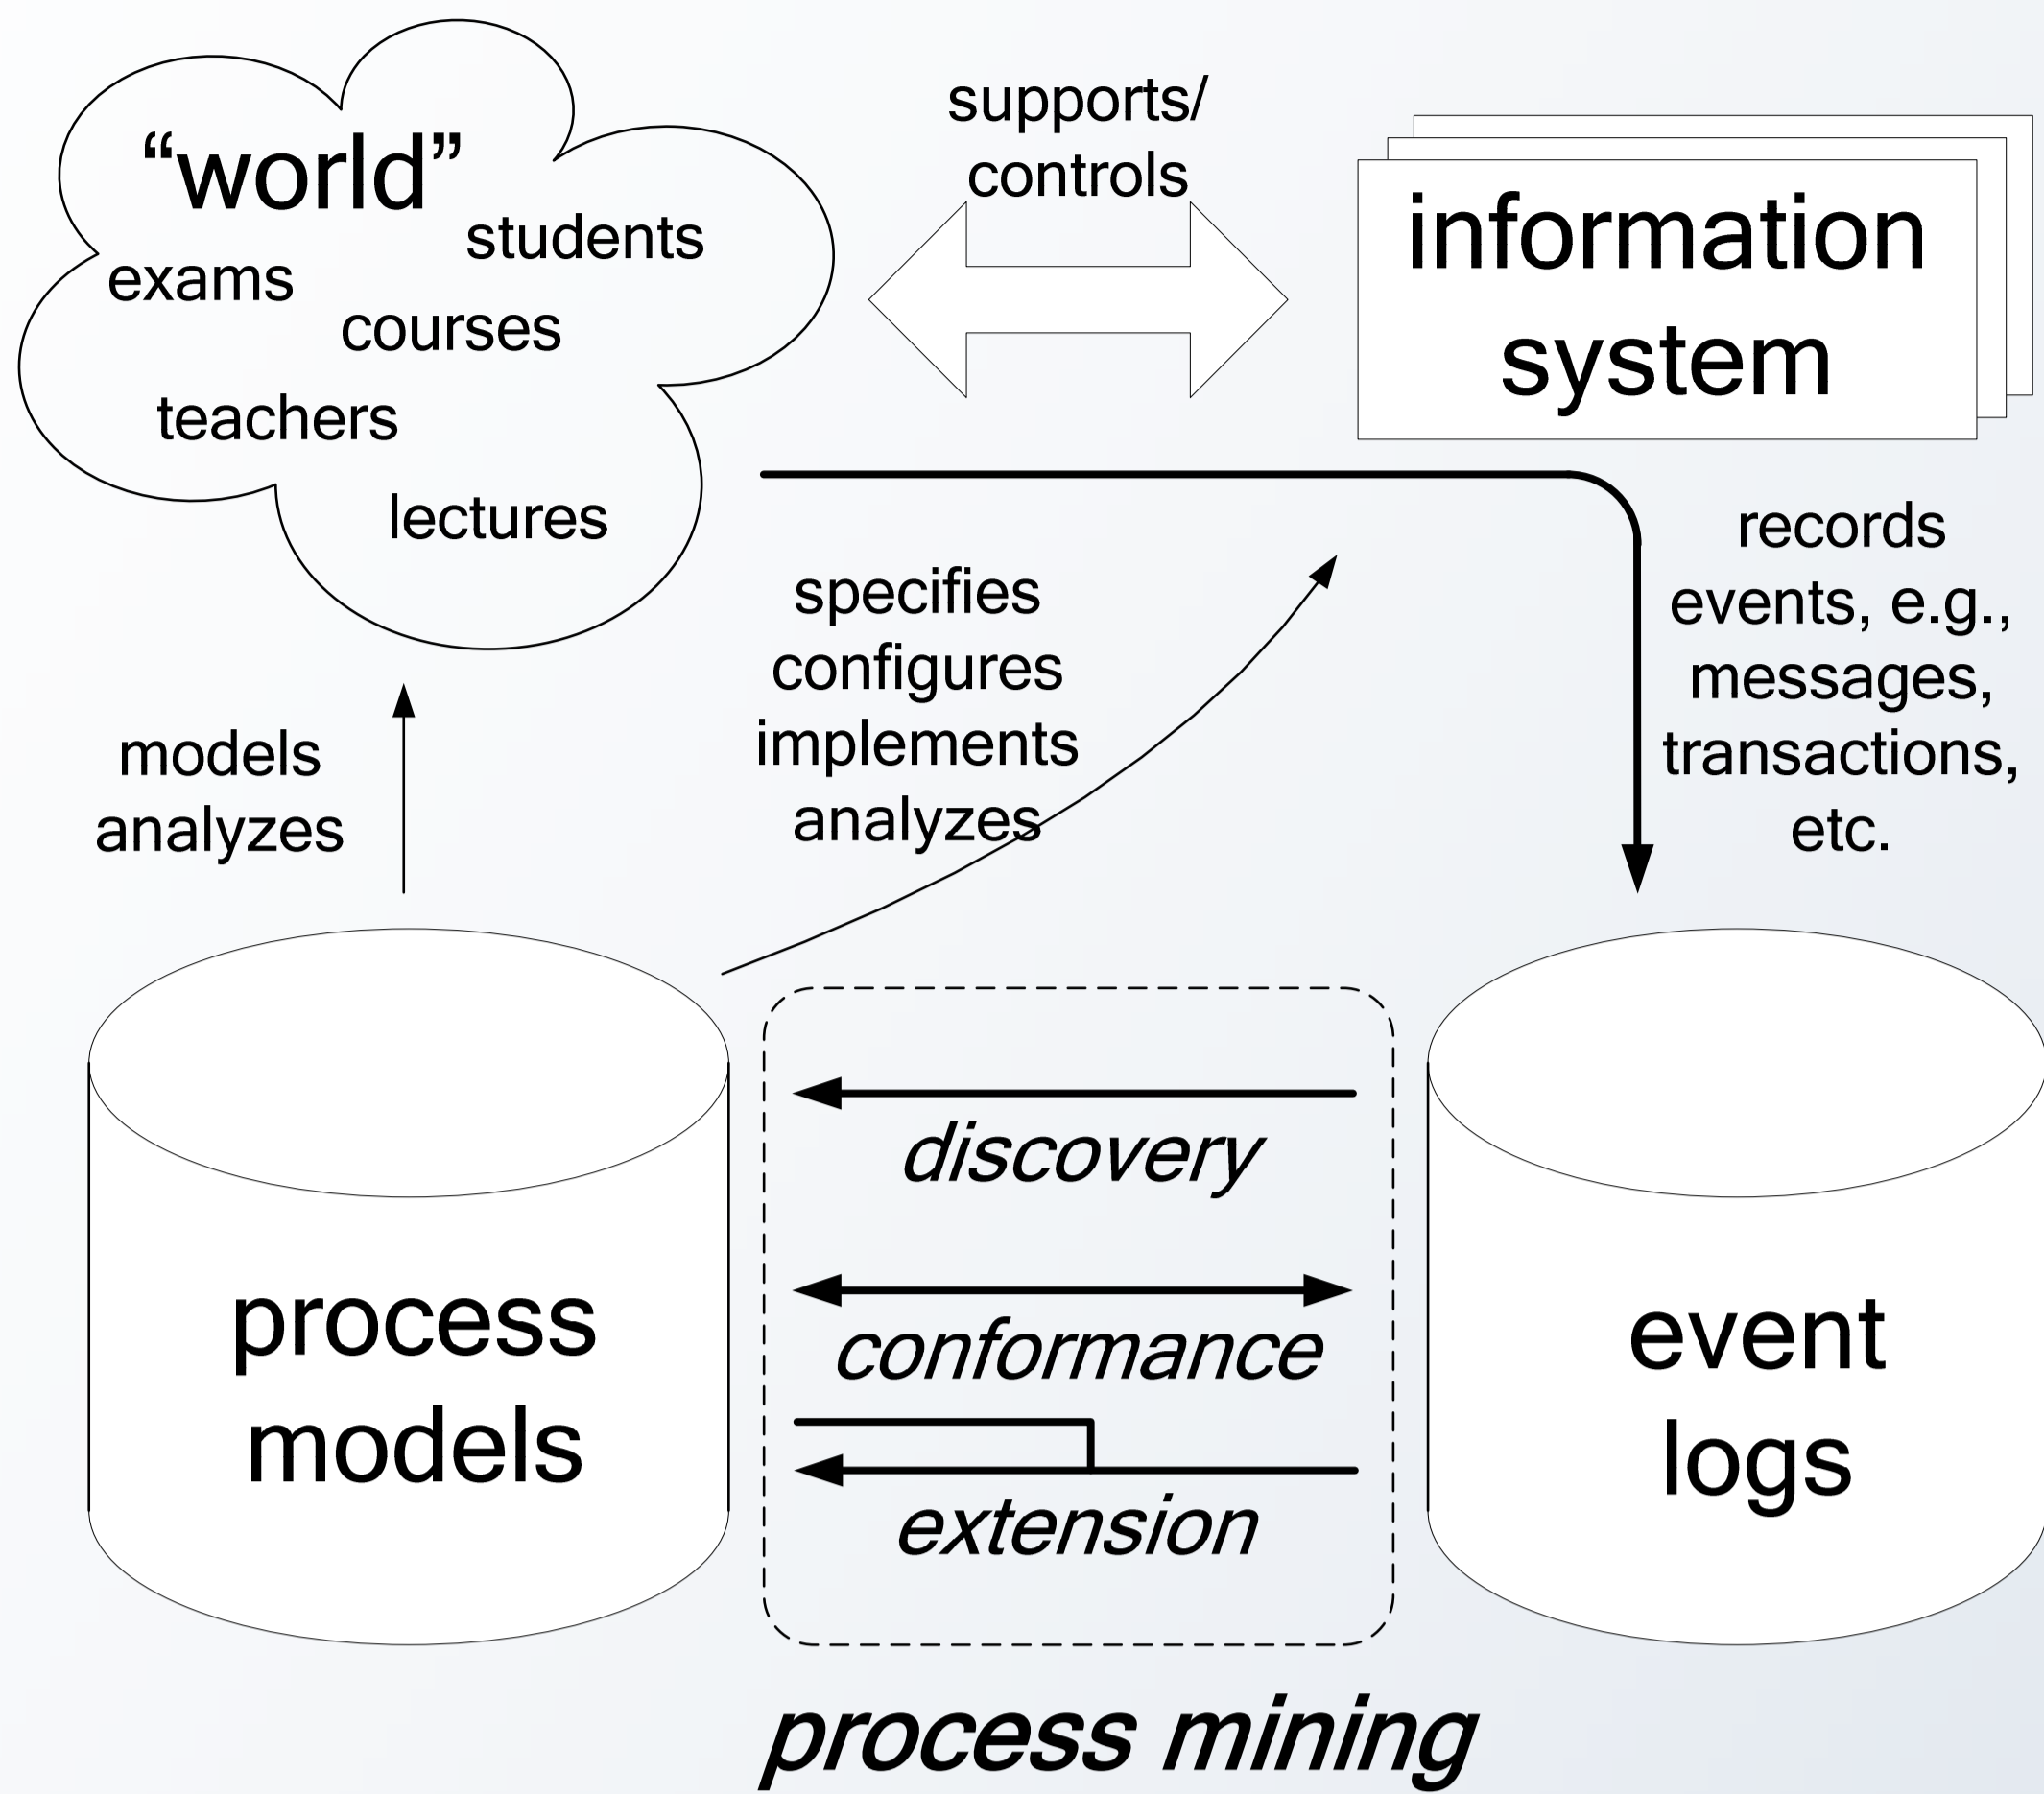 “world”
students
exams
courses
teachers
lectures
supports/
controls
information
system
models
analyzes
specifies
configures
implements
analyzes
records
events, e.g.,
messages,
transactions,
etc.
process
models
discovery
conformance
extension
event
logs
process mining